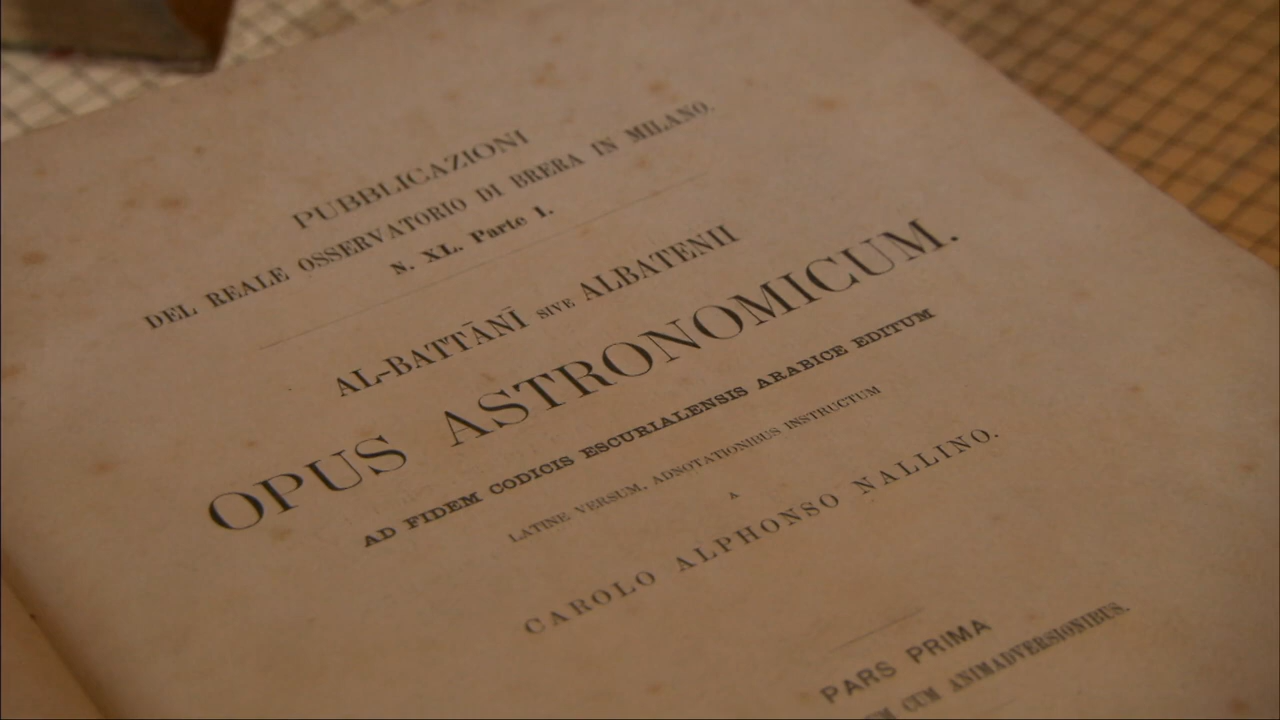 PUBBLICAZIONI
DEL REALE OSSERVATORIO DI BRERA IN MILANO.
N. XL. Parte I.
AL-BATTĀNĪ SIVE ALBATENII
OPUS ASTRONOMICUM.
AD FIDEM CODICIS ESCURIALENSIS ARABICE EDITUM
LATINE VERSUM, ADNOTATIONIBUS INSTRUCTUM
A
CAROLO ALPHONSO NALLINO.
PARS PRIMA
CUM ANIMADVERSIONIBUS.